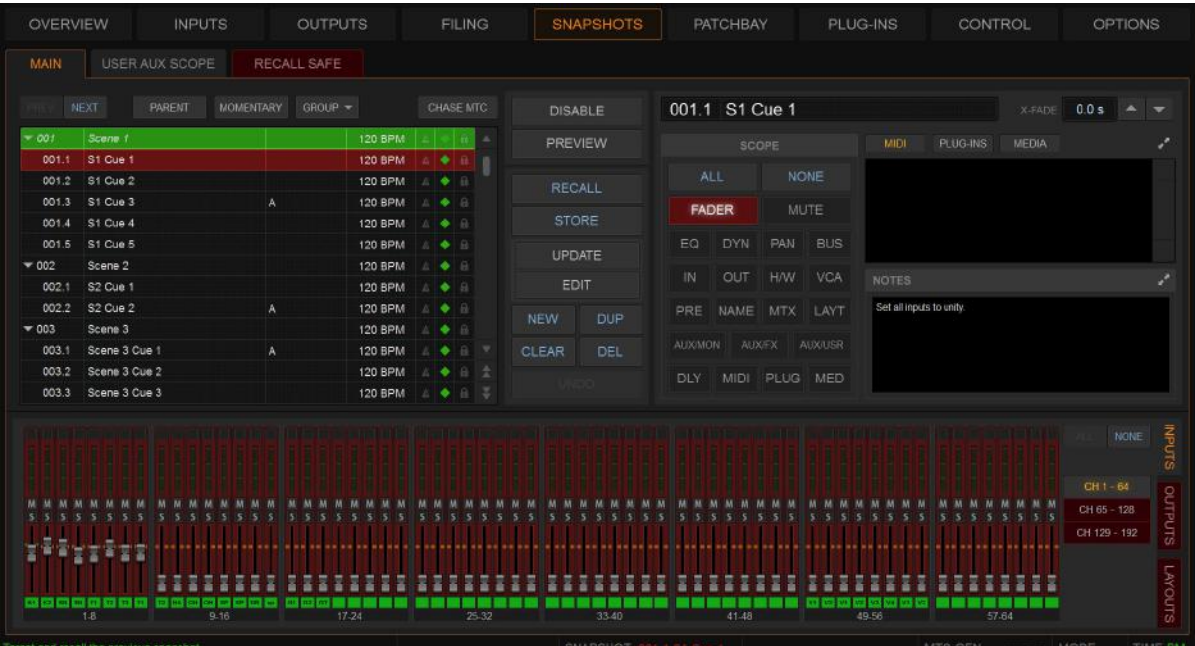 OVERVIEW INPUTS OUTPUTS FILING SNAPSHOTS PATCHBAY PLUG-INS CONTROL OPTIONS
MAIN USER AUX SCOPE RECALL SAFE
PREV NEXT PARENT MOMENTARY GROUP CHASE MTC
001 Scene 1 120 BPM
001.1 S1 Cue 1 120 BPM
001.2 S1 Cue 2 120 BPM
001.3 S1 Cue 3 A 120 BPM
001.4 S1 Cue 4 120 BPM
001.5 S1 Cue 5 120 BPM
002 Scene 2 120 BPM
002.1 S2 Cue 1 120 BPM
002.2 S2 Cue 2 A 120 BPM
003 Scene 3 120 BPM
003.1 Scene 3 Cue 1 A 120 BPM
003.2 Scene 3 Cue 2 120 BPM
003.3 Scene 3 Cue 3 120 BPM
DISABLE
PREVIEW
RECALL
STORE
UPDATE
EDIT
NEW DUP
CLEAR DEL
UNDO
001.1 S1 Cue 1 X-FADE 0.0 s
SCOPE
ALL NONE
FADER MUTE
EQ DYN PAN BUS
IN OUT H/W VCA
PRE NAME MTX LAYT
AUX/MON AUX/FX AUX/USR
DLY MIDI PLUG MED
MIDI PLUG-INS MEDIA
NOTES
Set all inputs to unity.
ALL NONE
CH 1 - 64
CH 65 - 128
CH 129 - 192
INPUTS
OUTPUTS
LAYOUTS
M M M M M M M M M M M M M M M M M M M M M M M M M M M M M M M M M M M M M M M M M M M M M M M M M M M M M M M M M M M M M M M M
S S S S S S S S S S S S S S S S S S S S S S S S S S S S S S S S S S S S S S S S S S S S S S S S S S S S S S S S S S S S S S S S
1-8 9-16 17-24 25-32 33-40 41-48 49-56 57-64